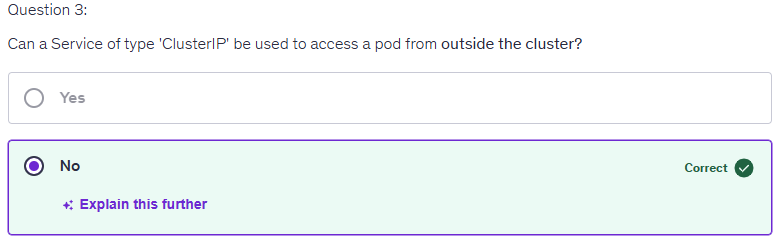 Question 3:
Can a Service of type 'ClusterIP' be used to access a pod from outside the cluster?
Yes
No
Correct
Explain this further